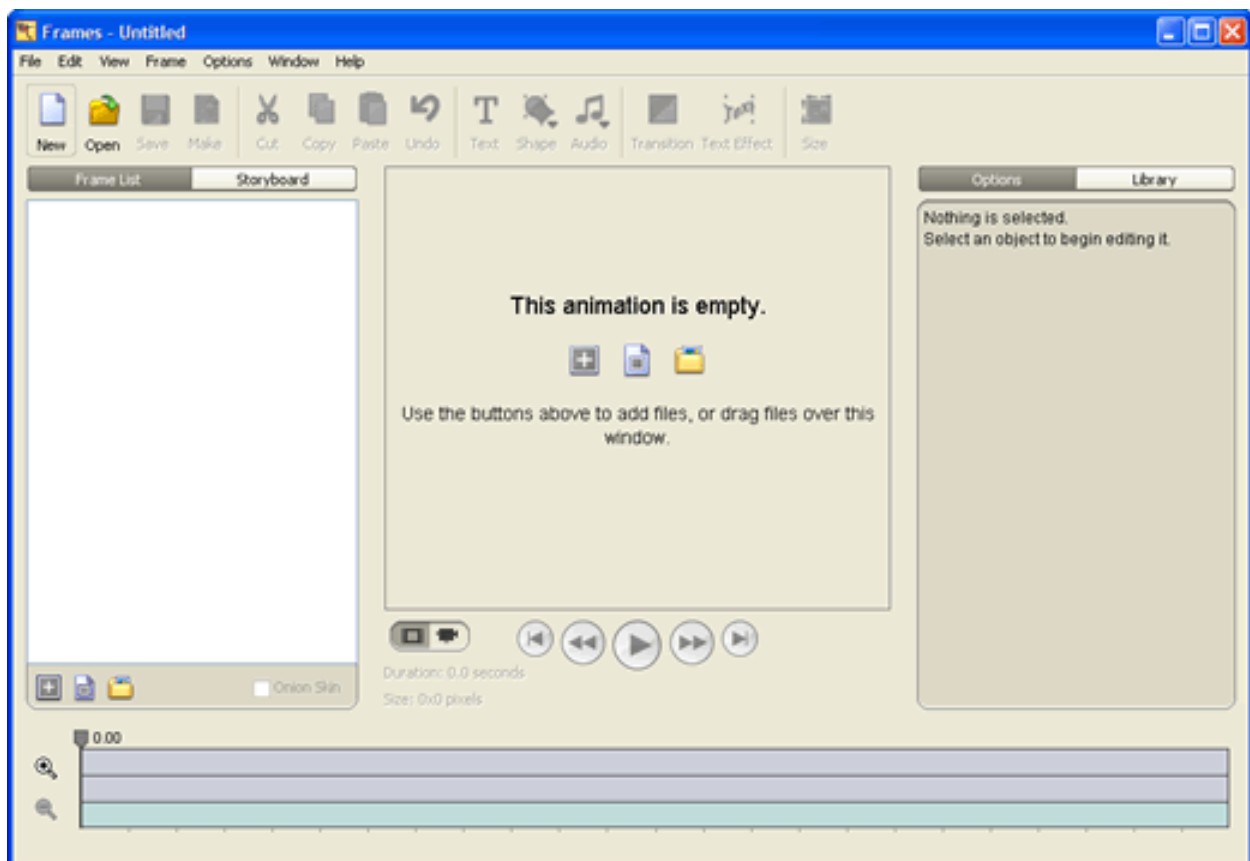 Frames - Untitled
File Edit View Frame Options Window Help
New Open Save Make Cut Copy Paste Undo Text Shape Audio Transition Text Effect Size
Frame List Storyboard
Options Library
Nothing is selected.
Select an object to begin editing it.
This animation is empty.
Use the buttons above to add files, or drag files over this
window.
Onion Skin
Duration: 0.0 seconds
Size: 0x0 pixels
0.00